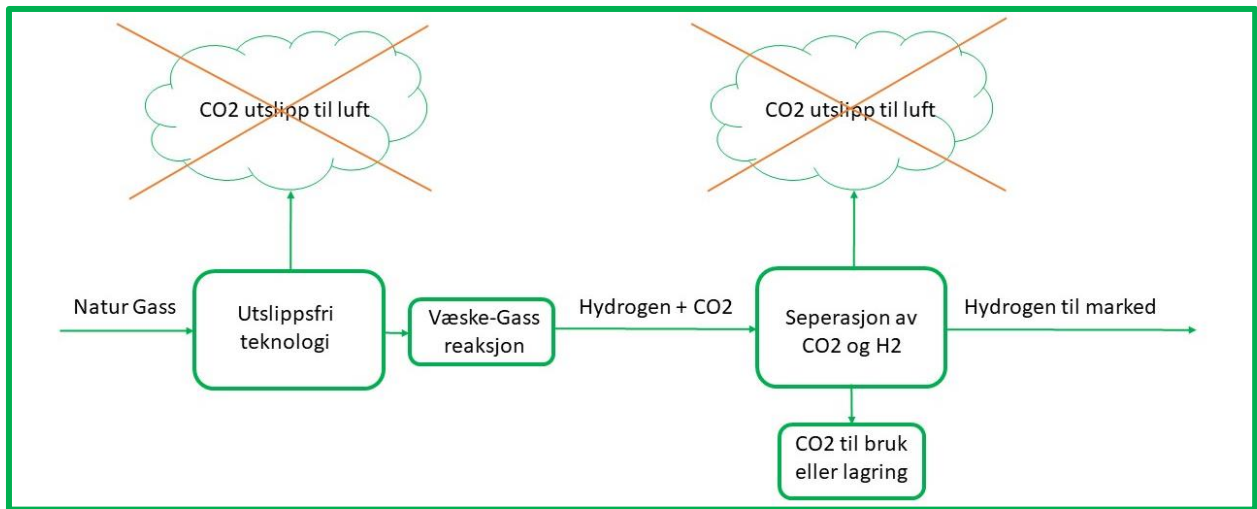 CO2 utslipp til luft
CO2 utslipp til luft
Natur Gass
Utslippsfri
teknologi
Væske-Gass
reaksjon
Hydrogen + CO2
Seperasjon av
CO2 og H2
Hydrogen til marked
CO2 til bruk
eller lagring